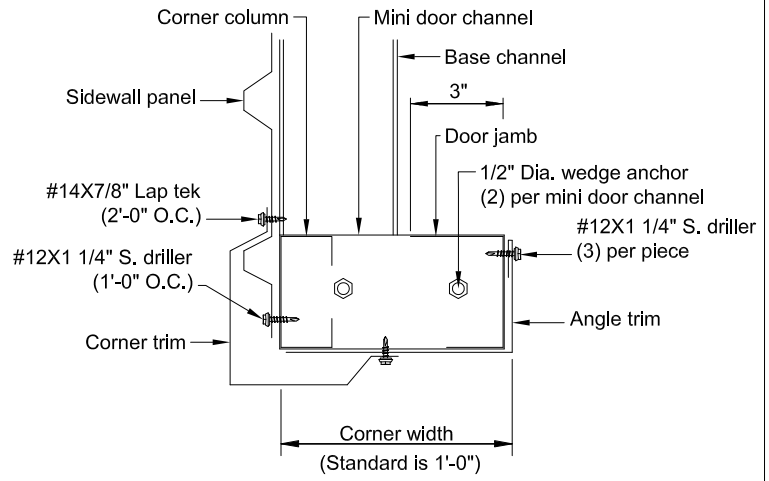 Corner column
Mini door channel
Base channel
Sidewall panel
3"
Door jamb
#14X7/8" Lap tek
(2'-0" O.C.)
1/2" Dia. wedge anchor
(2) per mini door channel
#12X1 1/4" S. driller
(3) per piece
#12X1 1/4" S. driller
(1'-0" O.C.)
Angle trim
Corner trim
Corner width
(Standard is 1'-0")